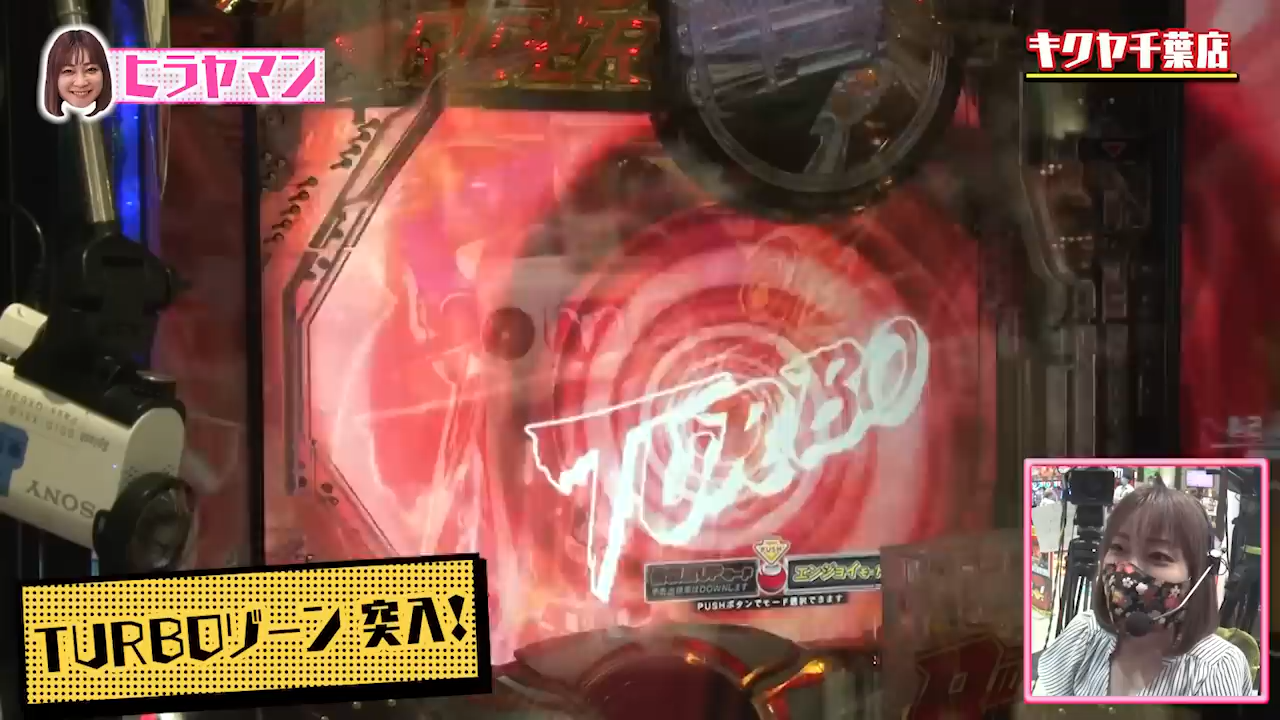 ヒラヤマン
キクヤ千葉店
TURBO
PUSH
エンジョイモ
PUSHボタンでモード選択できます
SONY
TURBOゾーン 突入!